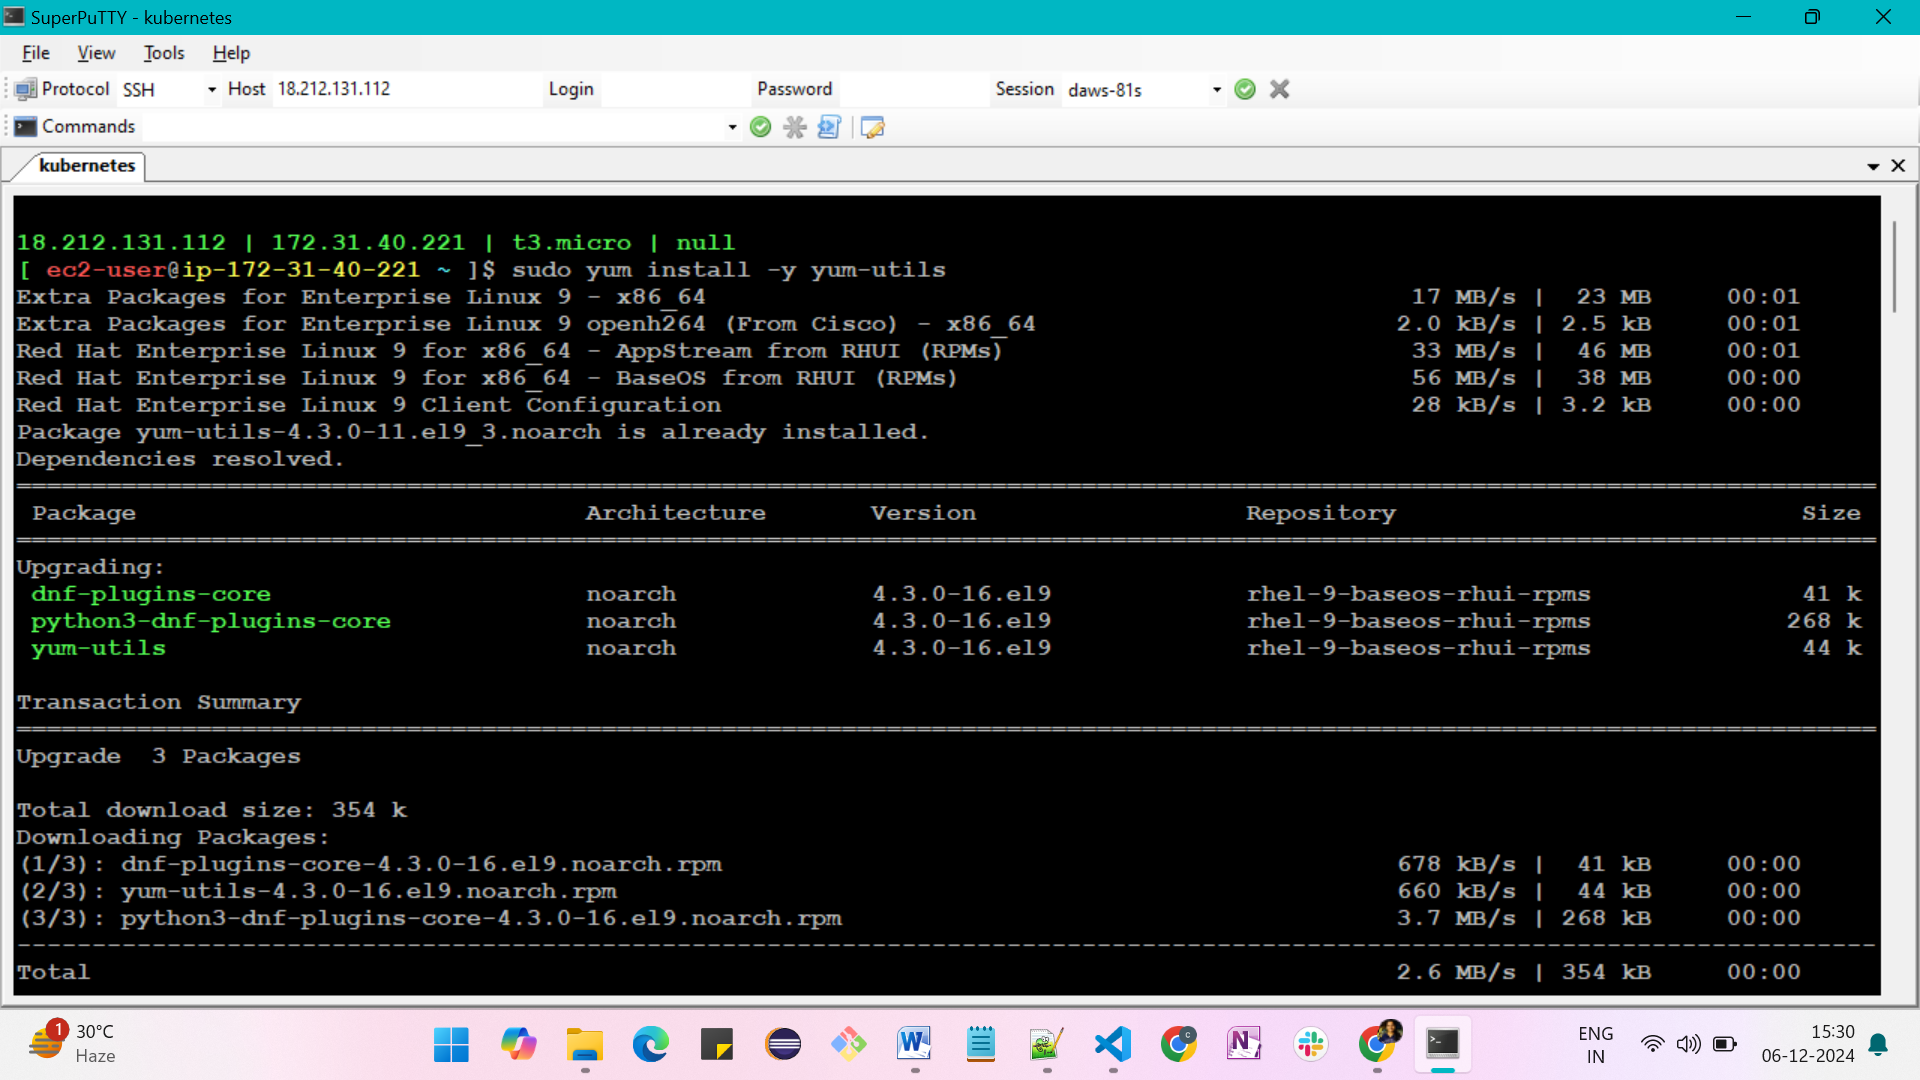 SuperPuTTY - kubernetes
File View Tools Help
Protocol SSH Host 18.212.131.112 Login Password Session daws-81s
Commands
kubernetes
18.212.131.112 | 172.31.40.221 | t3.micro | null
[ ec2-user@ip-172-31-40-221 ~ ]$ sudo yum install -y yum-utils
Extra Packages for Enterprise Linux 9 - x86_64 17 MB/s | 23 MB 00:01
Extra Packages for Enterprise Linux 9 openh264 (From Cisco) - x86_64 2.0 kB/s | 2.5 kB 00:01
Red Hat Enterprise Linux 9 for x86_64 - AppStream from RHUI (RPMs) 33 MB/s | 46 MB 00:01
Red Hat Enterprise Linux 9 for x86_64 - BaseOS from RHUI (RPMs) 56 MB/s | 38 MB 00:00
Red Hat Enterprise Linux 9 Client Configuration 28 kB/s | 3.2 kB 00:00
Package yum-utils-4.3.0-11.el9_3.noarch is already installed.
Dependencies resolved.
Package Architecture Version Repository Size
Upgrading:
dnf-plugins-core noarch 4.3.0-16.el9 rhel-9-baseos-rhui-rpms 41 k
python3-dnf-plugins-core noarch 4.3.0-16.el9 rhel-9-baseos-rhui-rpms 268 k
yum-utils noarch 4.3.0-16.el9 rhel-9-baseos-rhui-rpms 44 k
Transaction Summary
Upgrade 3 Packages
Total download size: 354 k
Downloading Packages:
(1/3): dnf-plugins-core-4.3.0-16.el9.noarch.rpm 678 kB/s | 41 kB 00:00
(2/3): yum-utils-4.3.0-16.el9.noarch.rpm 660 kB/s | 44 kB 00:00
(3/3): python3-dnf-plugins-core-4.3.0-16.el9.noarch.rpm 3.7 MB/s | 268 kB 00:00
Total 2.6 MB/s | 354 kB 00:00
1 30°C
Haze
ENG
IN
15:30
06-12-2024